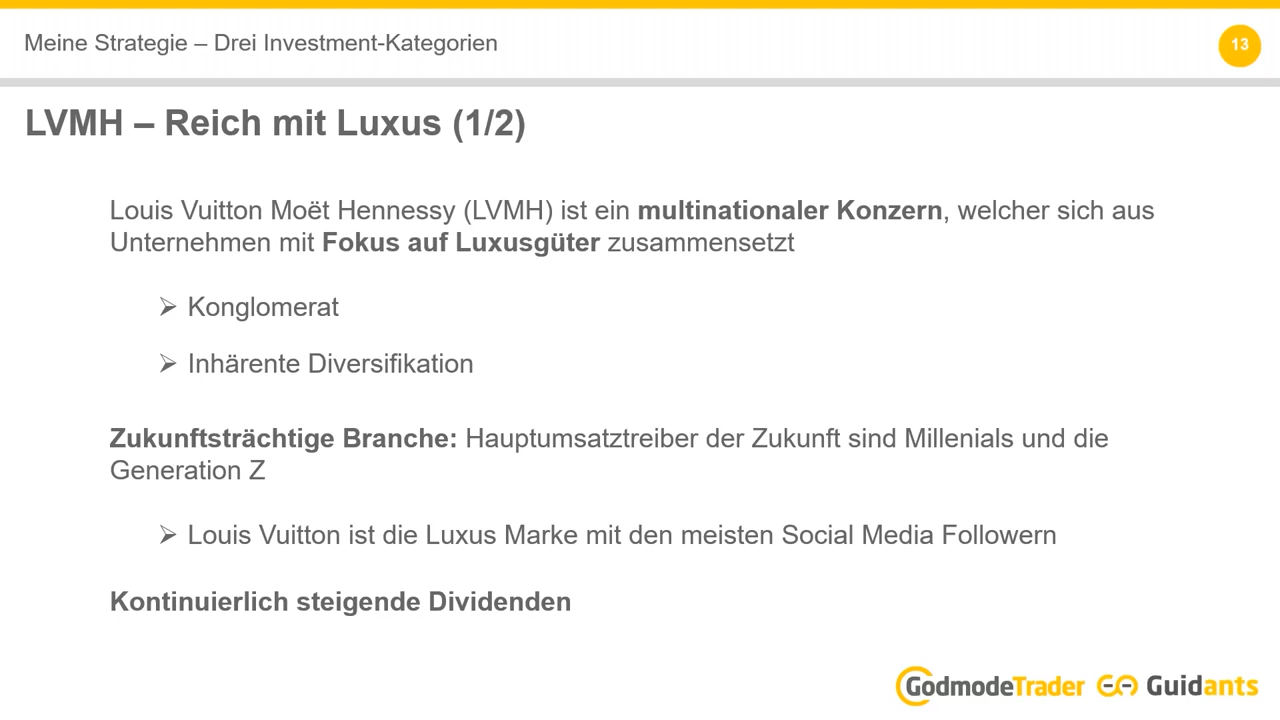 Meine Strategie – Drei Investment-Kategorien
13
LVMH – Reich mit Luxus (1/2)
Louis Vuitton Moët Hennessy (LVMH) ist ein multinationaler Konzern, welcher sich aus
Unternehmen mit Fokus auf Luxusgüter zusammensetzt
➢ Konglomerat
➢ Inhärente Diversifikation
Zukunftsträchtige Branche: Hauptumsatztreiber der Zukunft sind Millenials und die
Generation Z
➢ Louis Vuitton ist die Luxus Marke mit den meisten Social Media Followern
Kontinuierlich steigende Dividenden
GodmodeTrader Guidants